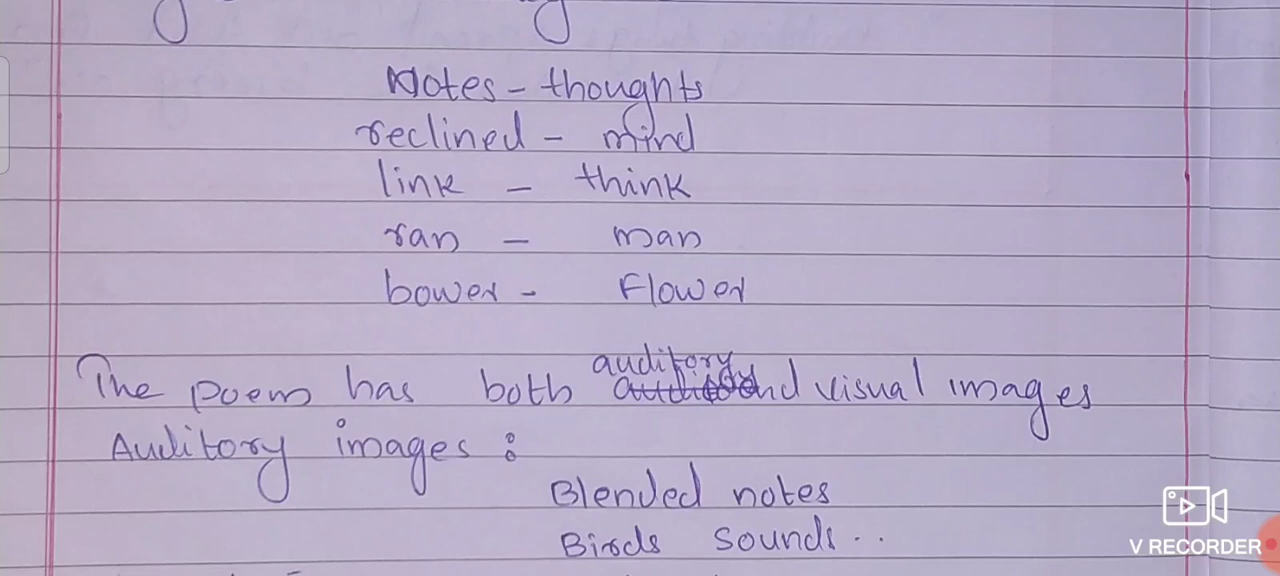 Notes - thoughts
reclined - mind
link - think
ran - man
bower - Flower
The poem has both auditory and visual images
Auditory images :
Blended notes
Birds sounds..
V RECORDER